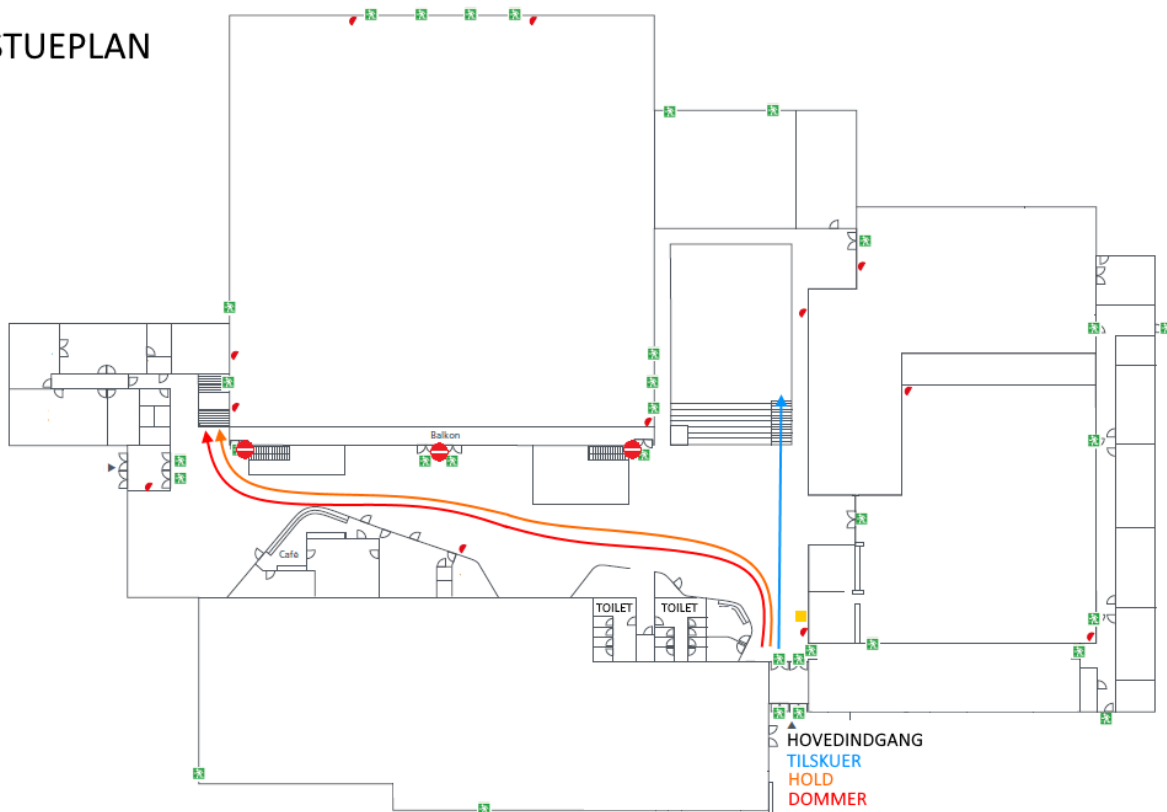 STUEPLAN
Balkon
Café
TOILET
TOILET
HOVEDINDGANG
TILSKUER
HOLD
DOMMER